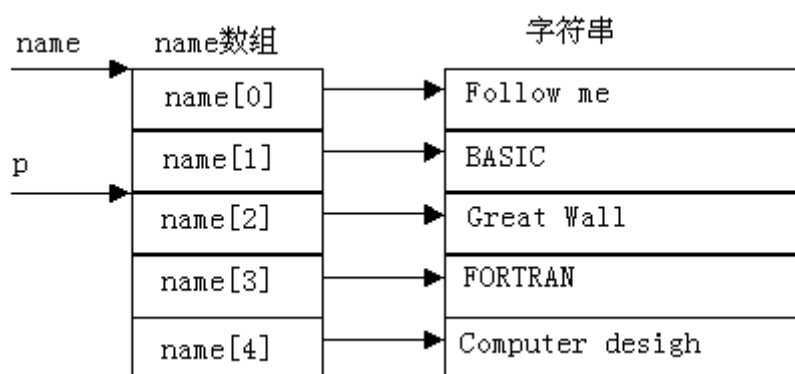 name name数组 字符串
name[0] Follow me
name[1] BASIC
p
name[2] Great Wall
name[3] FORTRAN
name[4] Computer desigh